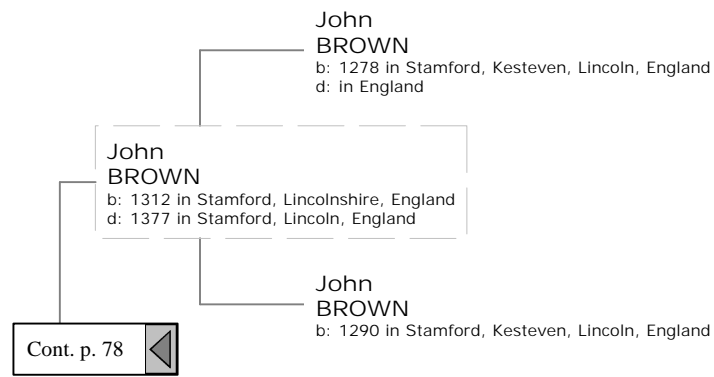 John
BROWN
b: 1278 in Stamford, Kesteven, Lincoln, England
d: in England
John
BROWN
b: 1312 in Stamford, Lincolnshire, England
d: 1377 in Stamford, Lincoln, England
John
BROWN
b: 1290 in Stamford, Kesteven, Lincoln, England
Cont. p. 78